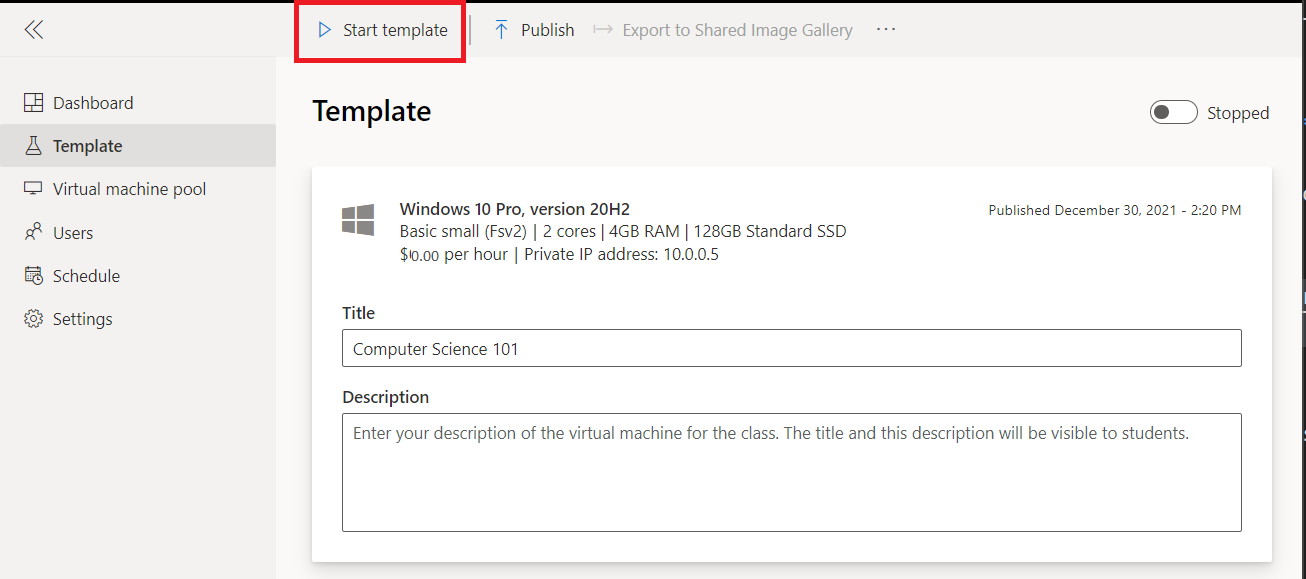 Start template
Publish
Export to Shared Image Gallery
Dashboard
Template
Virtual machine pool
Users
Schedule
Settings
Template
Stopped
Windows 10 Pro, version 20H2
Published December 30, 2021 - 2:20 PM
Basic small (Fsv2) | 2 cores | 4GB RAM | 128GB Standard SSD
$0.00 per hour | Private IP address: 10.0.0.5
Title
Computer Science 101
Description
Enter your description of the virtual machine for the class. The title and this description will be visible to students.